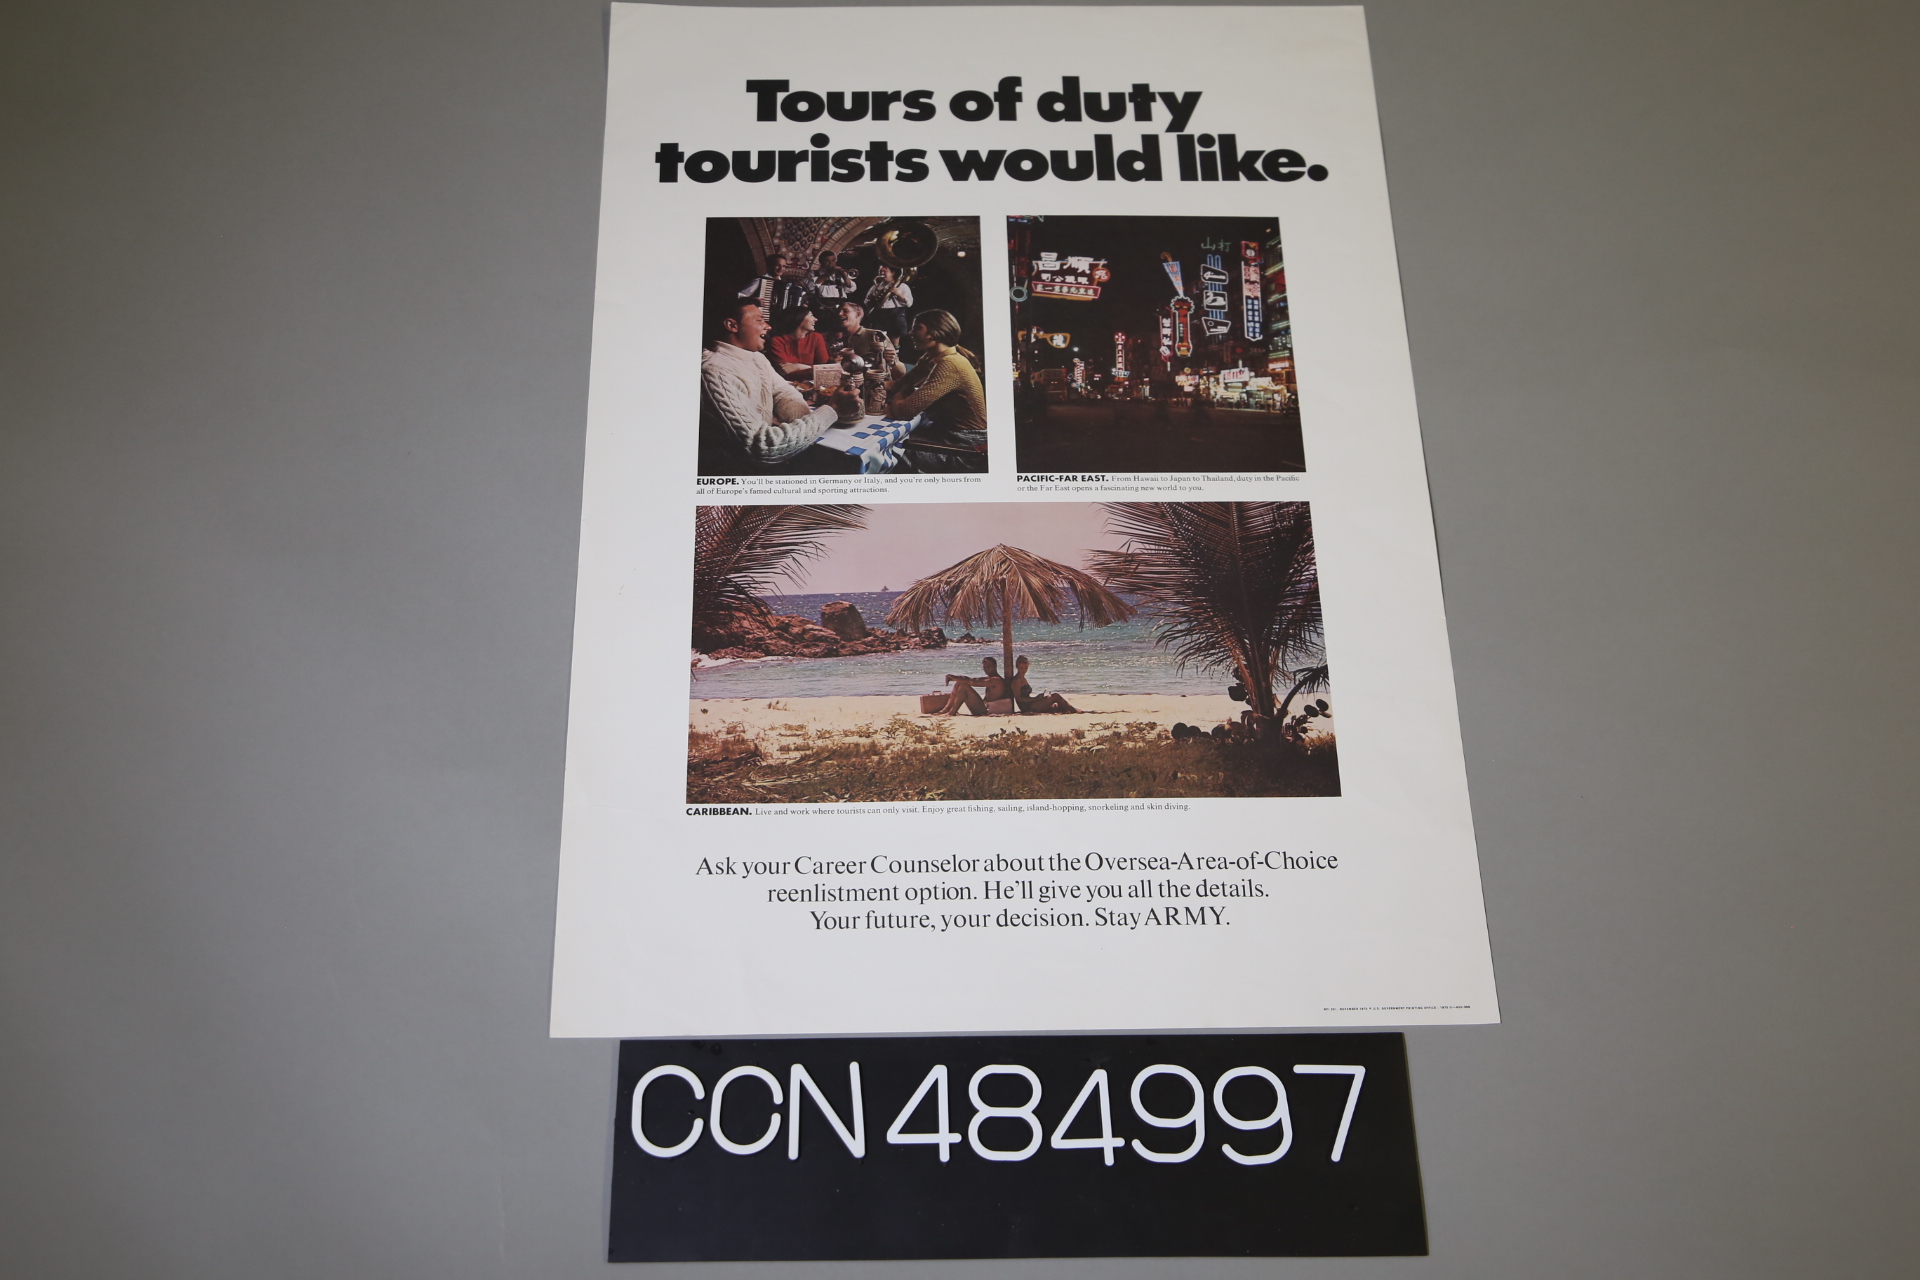 Tours of duty
tourists would like.
EUROPE. You'll be stationed in Germany or Italy, and you're only hours from
all of Europe's famed cultural and sporting attractions.
PACIFIC-FAR EAST. From Hawaii to Japan to Thailand, duty in the Pacific
or the Far East opens a fascinating new world to you.
CARIBBEAN. Live and work where tourists can only visit. Enjoy great fishing, sailing, island-hopping, snorkeling and skin diving.
Ask your Career Counselor about the Oversea-Area-of-Choice
reenlistment option. He'll give you all the details.
Your future, your decision. Stay ARMY.
U.S. GOVERNMENT PRINTING OFFICE
CCN 484997